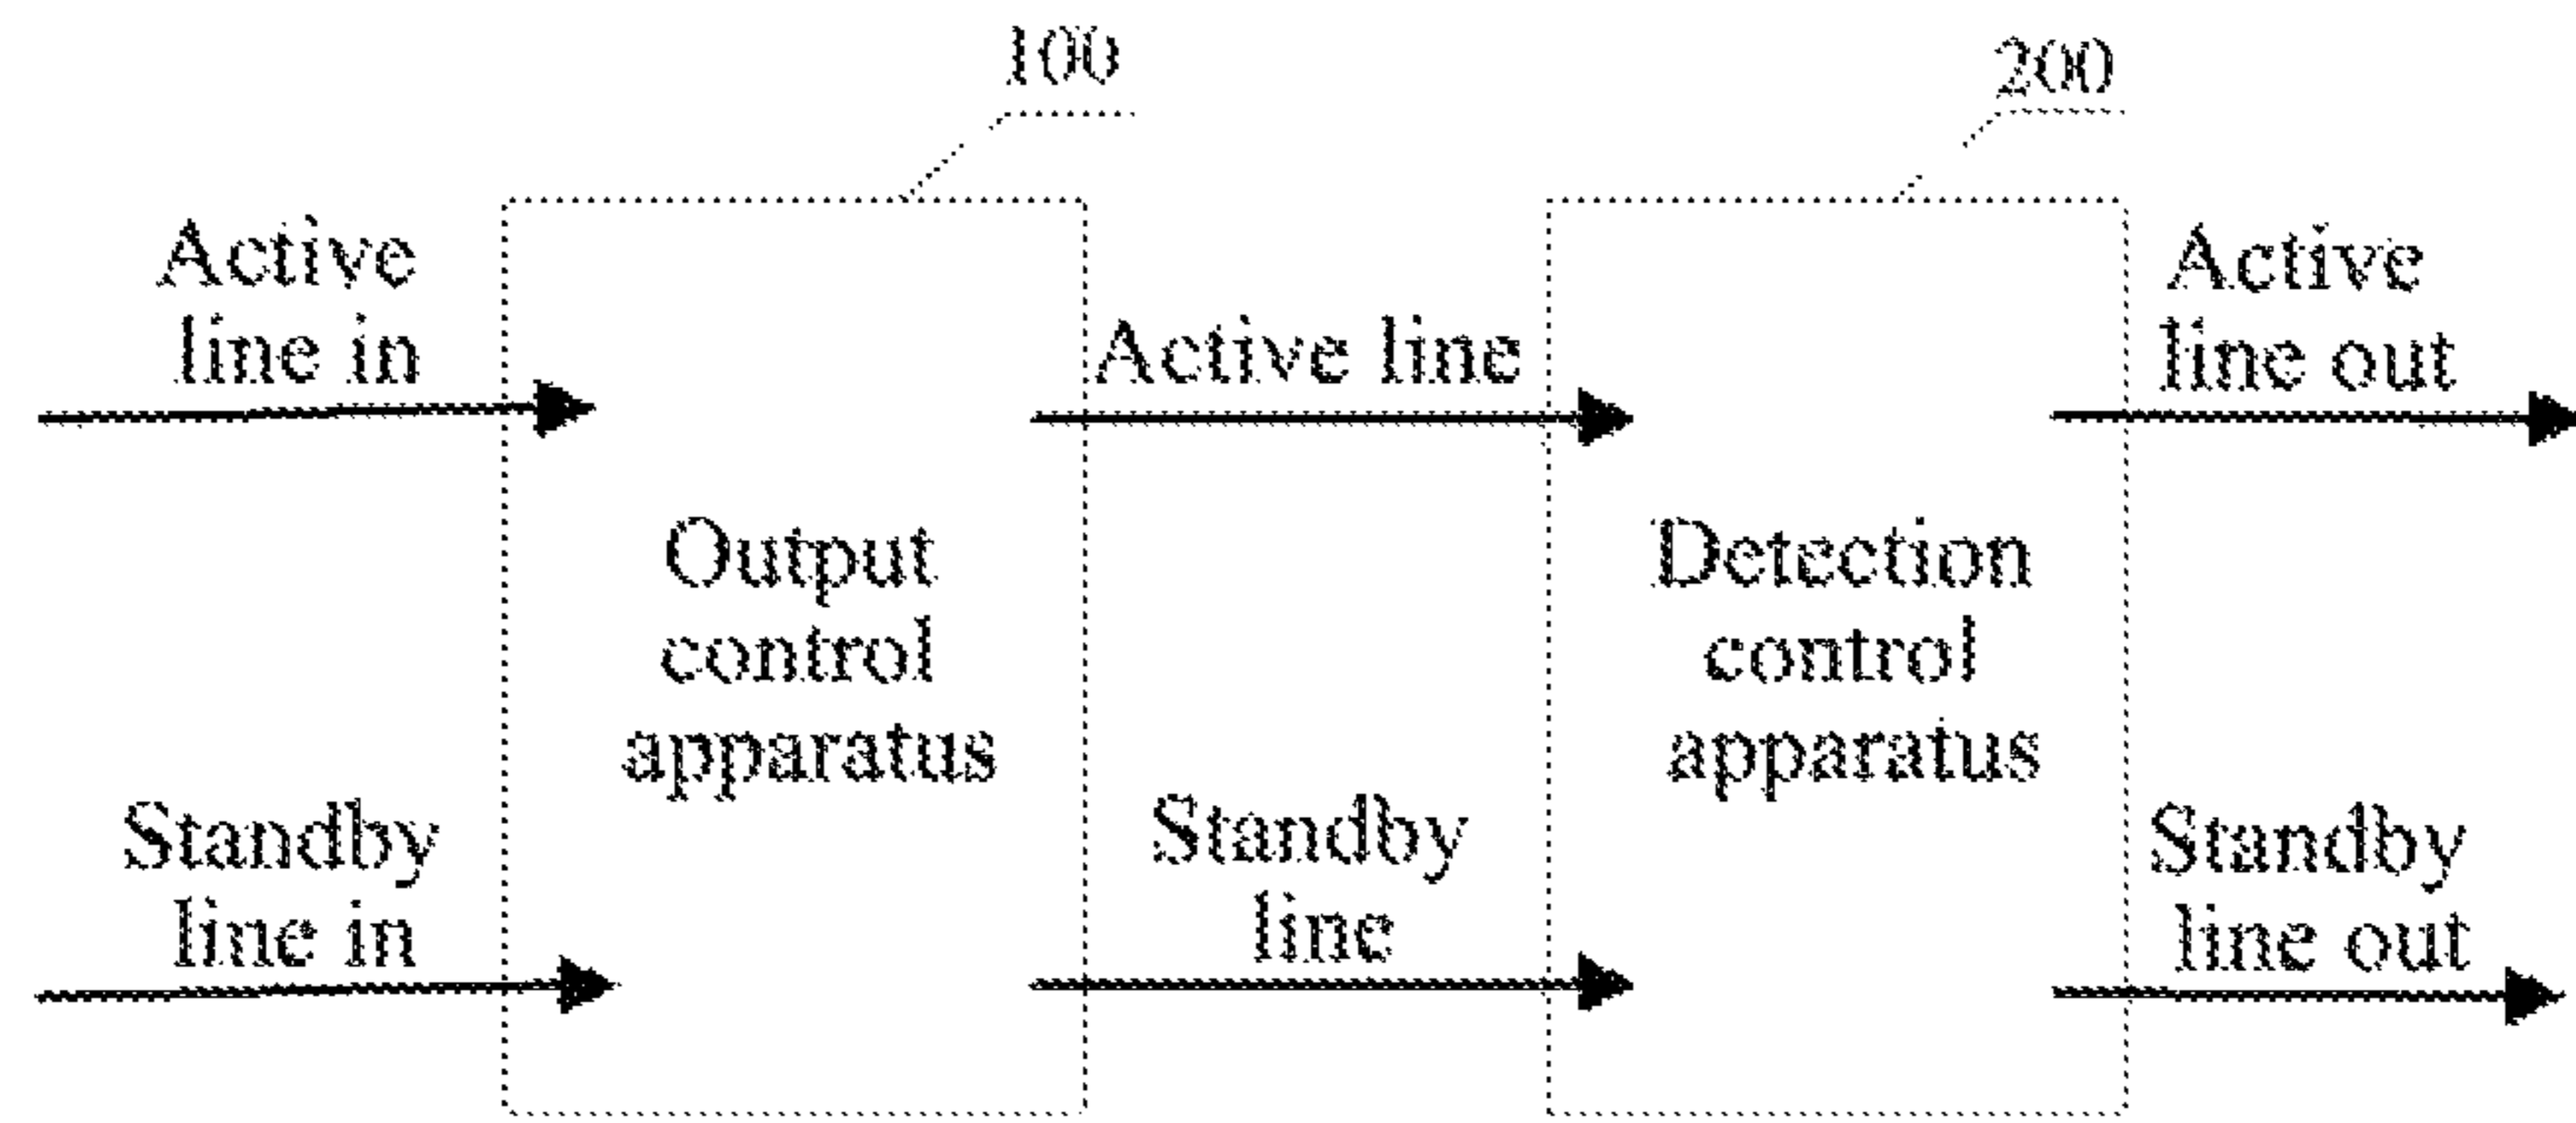 100
200
Active
line in
Active line
Active
line out
Output
control
apparatus
Detection
control
apparatus
Standby
line in
Standby
line
Standby
line out